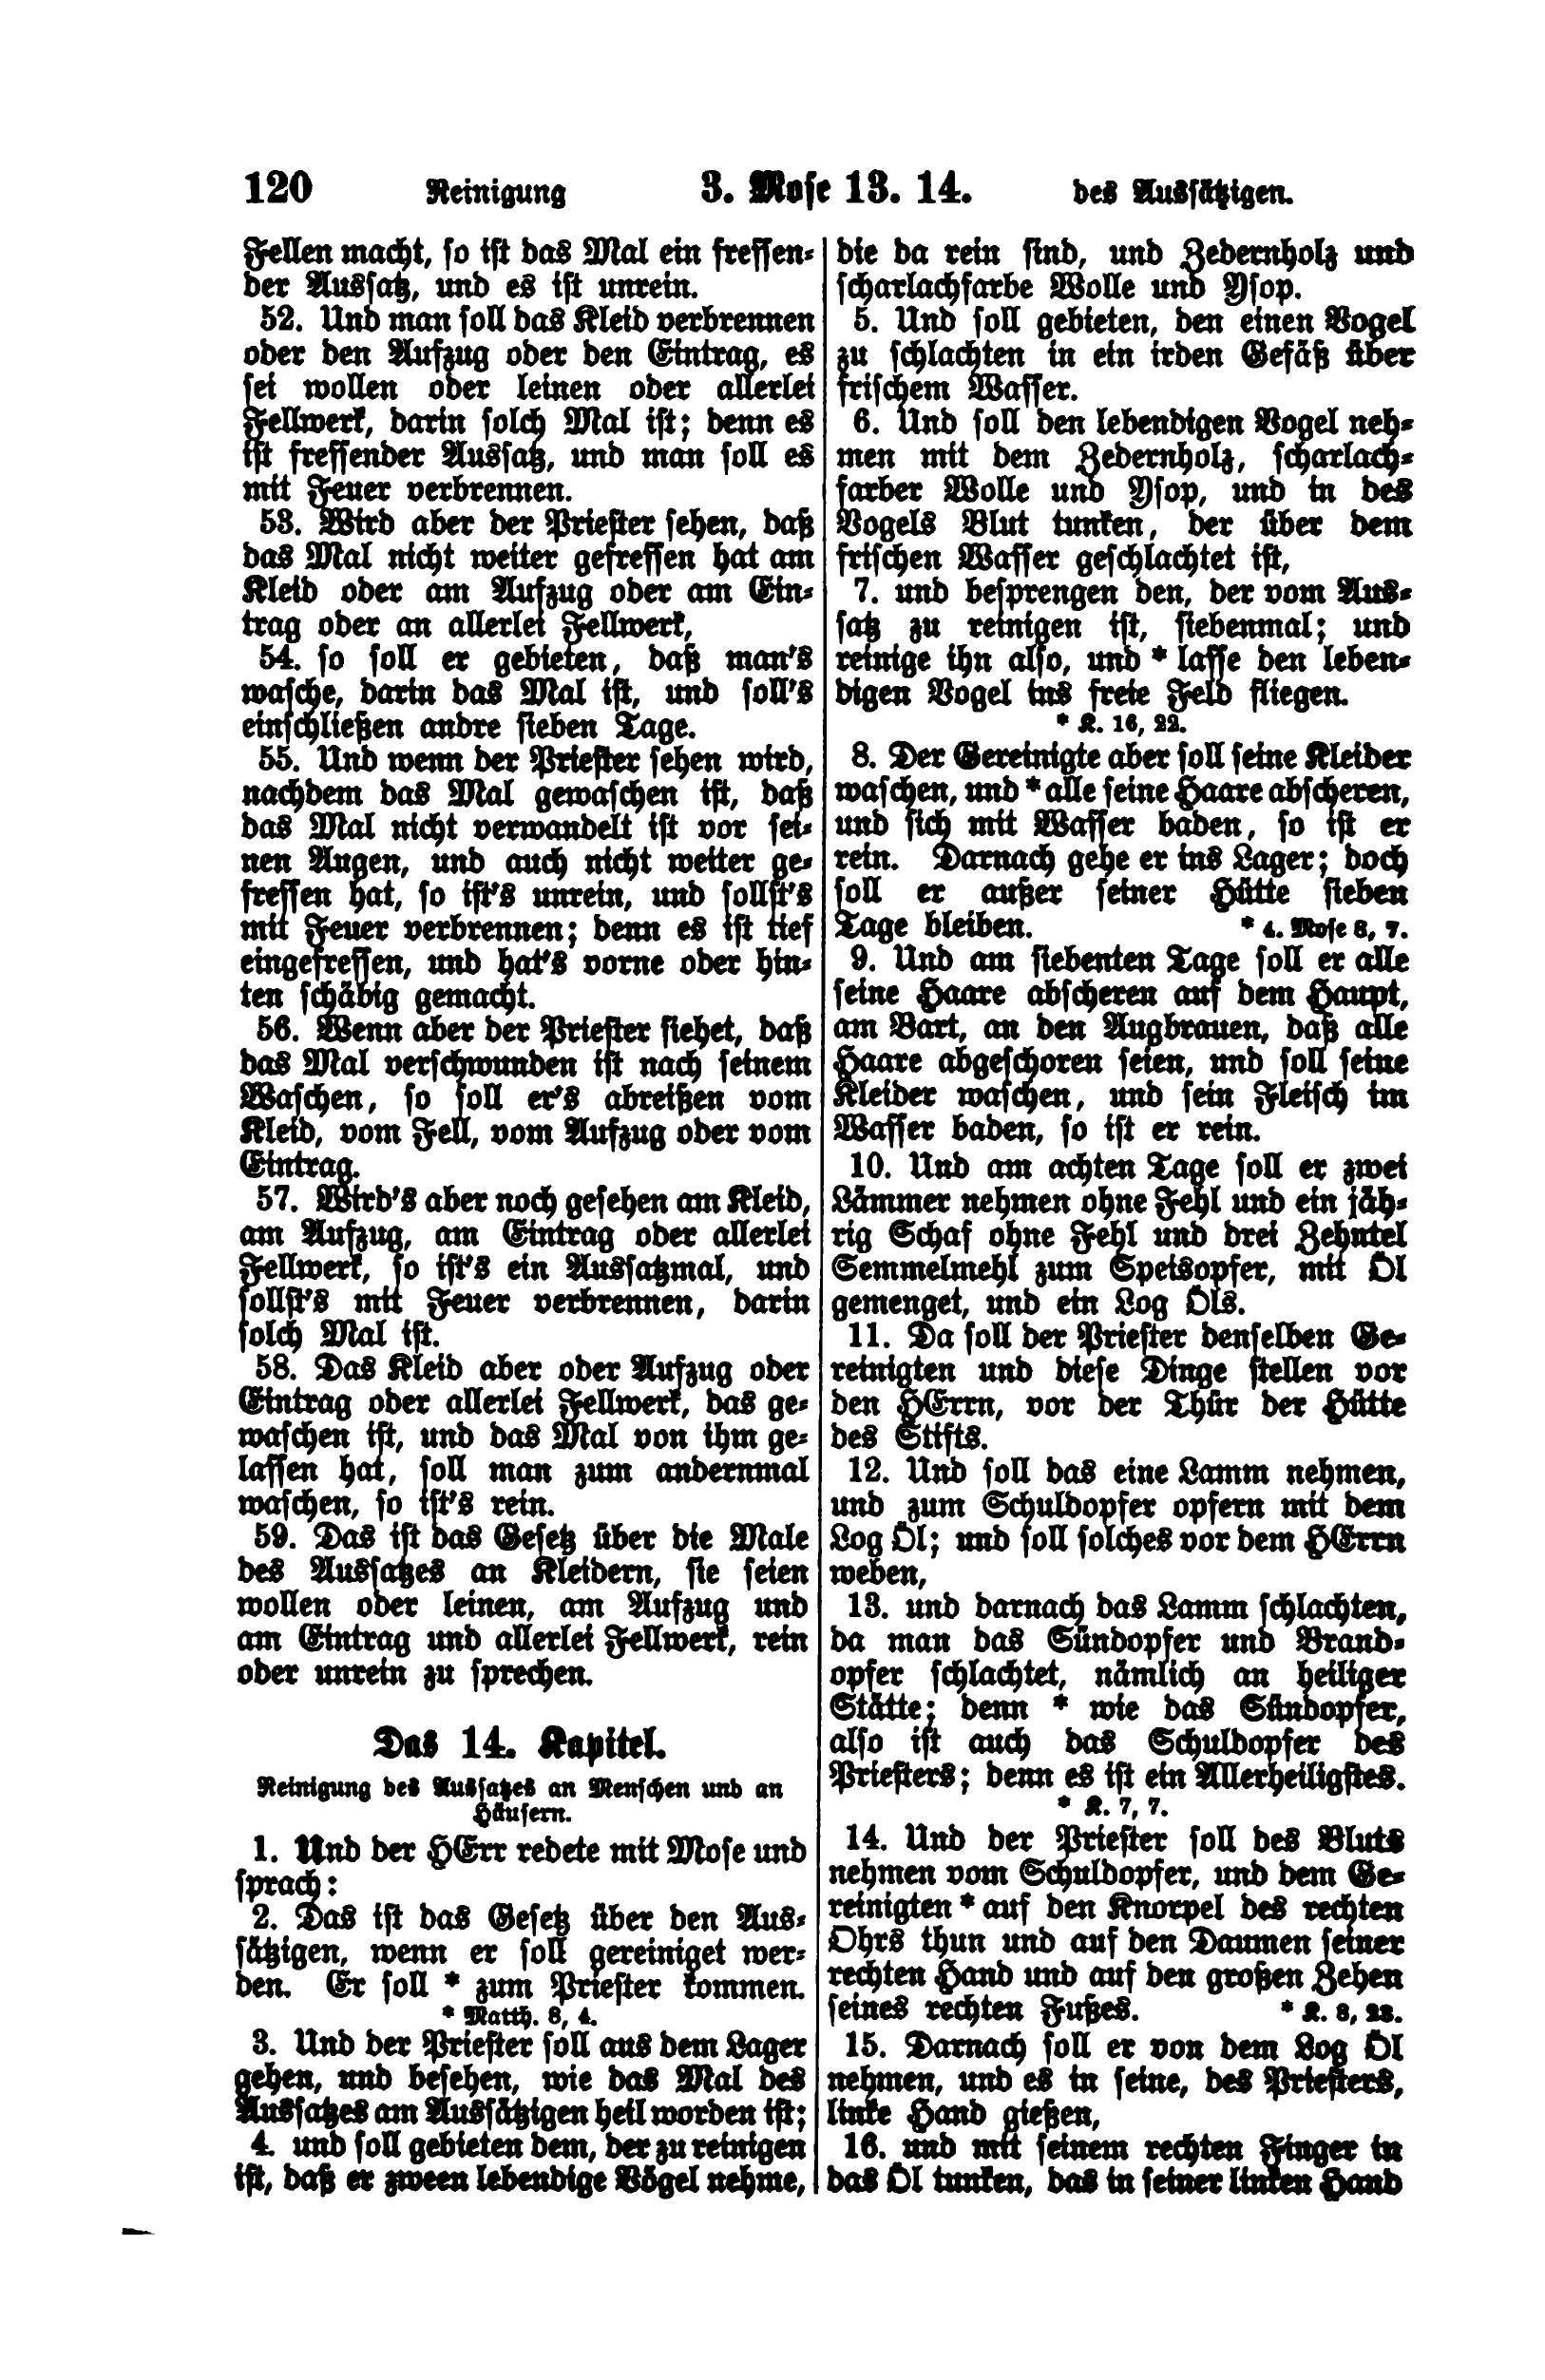 120 Reinigung 3. Mose 13. 14. des Aussätzigen.
Fellen macht, so ist das Mal ein fressen-
der Aussatz, und es ist unrein.
52. Und man soll das Kleid verbrennen
oder den Aufzug oder den Eintrag, es
sei wollen oder leinen oder allerlei
Fellwerk, darin solch Mal ist; denn es
ist fressender Aussatz, und man soll es
mit Feuer verbrennen.
53. Wird aber der Priester sehen, daß
das Mal nicht weiter gefressen hat am
Kleid oder am Aufzug oder am Ein-
trag oder an allerlei Fellwerk,
54. so soll er gebieten, daß man's
wasche, darin das Mal ist, und soll's
einschließen andre sieben Tage.
55. Und wenn der Priester sehen wird,
nachdem das Mal gewaschen ist, daß
das Mal nicht verwandelt ist vor sei-
nen Augen, und auch nicht weiter ge-
fressen hat, so ist's unrein, und sollst's
mit Feuer verbrennen; denn es ist tief
eingefressen, und hat's vorne oder hin-
ten schäbig gemacht.
56. Wenn aber der Priester siehet, daß
das Mal verschwunden ist nach seinem
Waschen, so soll er's abreißen vom
Kleid, vom Fell, vom Aufzug oder vom
Eintrag.
57. Wird's aber noch gesehen am Kleid,
am Aufzug, am Eintrag oder allerlei
Fellwerk, so ist's ein Aussatzmal, und
sollst's mit Feuer verbrennen, darin
solch Mal ist.
58. Das Kleid aber oder Aufzug oder
Eintrag oder allerlei Fellwerk, das ge-
waschen ist, und das Mal von ihm ge-
lassen hat, soll man zum andernmal
waschen, so ist's rein.
59. Das ist das Gesetz über die Male
des Aussatzes an Kleidern, sie seien
wollen oder leinen, am Aufzug und
am Eintrag und allerlei Fellwerk, rein
oder unrein zu sprechen.
Das 14. Kapitel.
Reinigung des Aussatzes an Menschen und an
Häusern.
1. Und der HErr redete mit Mose und
sprach:
2. Das ist das Gesetz über den Aus-
sätzigen, wenn er soll gereiniget wer-
den. Er soll * zum Priester kommen.
* Matth. 8, 4.
3. Und der Priester soll aus dem Lager
gehen, und besehen, wie das Mal des
Aussatzes am Aussätzigen heil worden ist;
4. und soll gebieten dem, der zu reinigen
ist, daß er zween lebendige Vögel nehme,
die da rein sind, und Zedernholz und
scharlachfarbe Wolle und Ysop.
5. Und soll gebieten, den einen Vogel
zu schlachten in ein irden Gefäß über
frischem Wasser.
6. Und soll den lebendigen Vogel neh-
men mit dem Zedernholz, scharlach-
farber Wolle und Ysop, und in des
Vogels Blut tunken, der über dem
frischen Wasser geschlachtet ist,
7. und besprengen den, der vom Aus-
satz zu reinigen ist, siebenmal; und
reinige ihn also, und * lasse den leben-
digen Vogel ins freie Feld fliegen.
* K. 16, 22.
8. Der Gereinigte aber soll seine Kleider
waschen, und * alle seine Haare abscheren,
und sich mit Wasser baden, so ist er
rein. Darnach gehe er ins Lager; doch
soll er außer seiner Hütte sieben
Tage bleiben. * 4. Mose 8, 7.
9. Und am siebenten Tage soll er alle
seine Haare abscheren auf dem Haupt,
am Bart, an den Augbrauen, daß alle
Haare abgeschoren seien, und soll seine
Kleider waschen, und sein Fleisch im
Wasser baden, so ist er rein.
10. Und am achten Tage soll er zwei
Lämmer nehmen ohne Fehl und ein jäh-
rig Schaf ohne Fehl und drei Zehntel
Semmelmehl zum Speisopfer, mit Öl
gemenget, und ein Log Öls.
11. Da soll der Priester denselben Ge-
reinigten und diese Dinge stellen vor
den HErrn, vor der Thür der Hütte
des Stifts.
12. Und soll das eine Lamm nehmen,
und zum Schuldopfer opfern mit dem
Log Öl; und soll solches vor dem HErrn
weben,
13. und darnach das Lamm schlachten,
da man das Sündopfer und Brand-
opfer schlachtet, nämlich an heiliger
Stätte; denn * wie das Sündopfer,
also ist auch das Schuldopfer des
Priesters; denn es ist ein Allerheiligstes.
* K. 7, 7.
14. Und der Priester soll des Bluts
nehmen vom Schuldopfer, und dem Ge-
reinigten * auf den Knorpel des rechten
Ohrs thun und auf den Daumen seiner
rechten Hand und auf den großen Zehen
seines rechten Fußes. * K. 8, 23.
15. Darnach soll er von dem Log Öl
nehmen, und es in seine, des Priesters,
linke Hand gießen,
16. und mit seinem rechten Finger in
das Öl tunken, das in seiner linken Hand